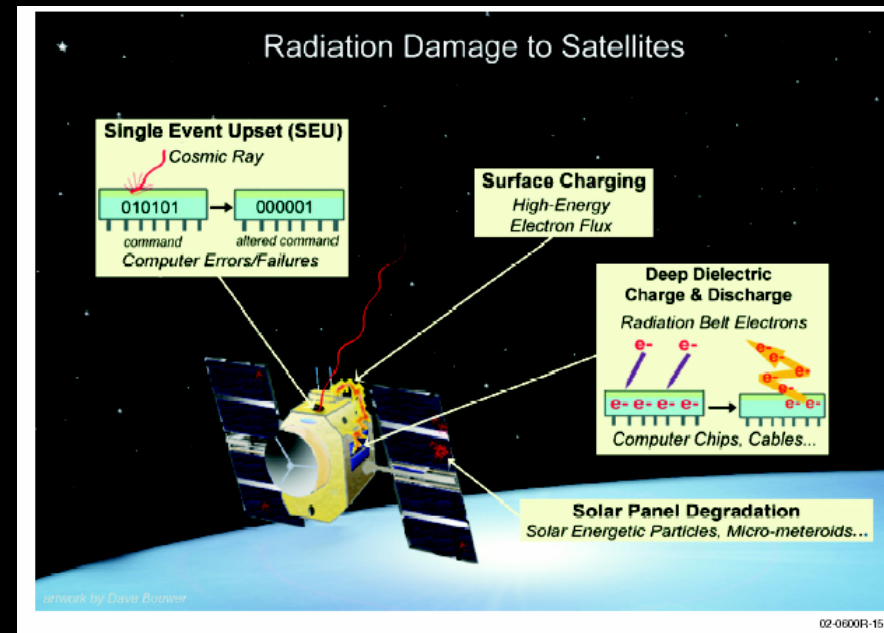 Radiation Damage to Satellites
Single Event Upset (SEU)
Cosmic Ray
010101
000001
command
altered command
Computer Errors/Failures
Surface Charging
High-Energy
Electron Flux
Deep Dielectric
Charge & Discharge
Radiation Belt Electrons
e- e-
e- e- e- e-
e-
e-
e-
e-
e- e-
Computer Chips, Cables...
Solar Panel Degradation
Solar Energetic Particles, Micro-meteroids...
artwork by Dave Bouwer
02-0600R-15